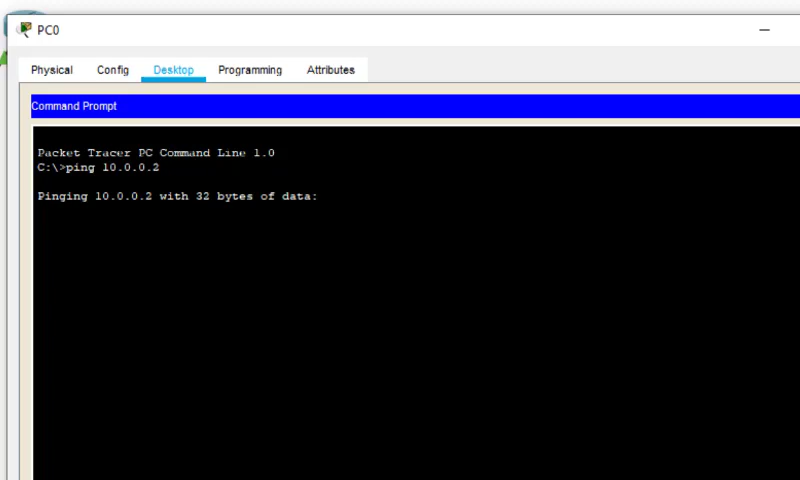 PC0
Physical Config Desktop Programming Attributes
Command Prompt
Packet Tracer PC Command Line 1.0
C:\>ping 10.0.0.2
Pinging 10.0.0.2 with 32 bytes of data: